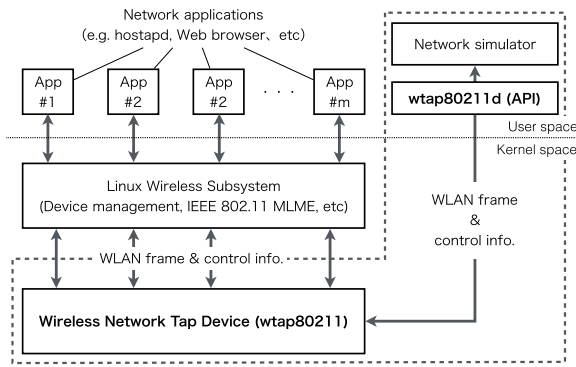 Network applications
(e.g. hostapd, Web browser、etc)
Network simulator
App
#1
App
#2
App
#2
· · ·
App
#m
wtap80211d (API)
User space
Kernel space
Linux Wireless Subsystem
(Device management, IEEE 802.11 MLME, etc)
WLAN frame
&
control info.
WLAN frame & control info.
Wireless Network Tap Device (wtap80211)